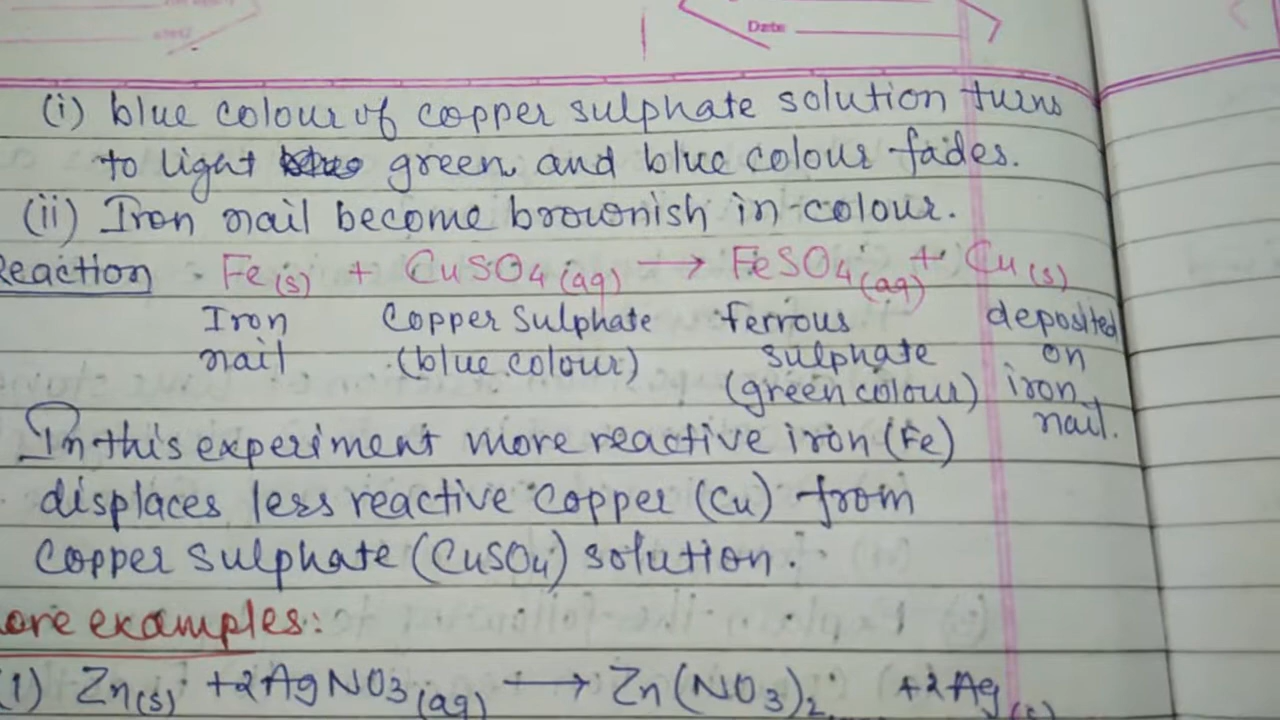 Date
(i) blue colour of copper sulphate solution turns
to light green and blue colour fades.
(ii) Iron nail become brownish in colour.
Reaction Fe(s) + CuSO4(aq) → FeSO4(aq) + Cu(s)
Iron Copper Sulphate ferrous deposited
nail (blue colour) sulphate on
(green colour) iron
nail.
In this experiment more reactive iron (Fe)
displaces less reactive copper (Cu) from
copper sulphate (CuSO4) solution.
ore examples:
(1) Zn(s) + 2AgNO3(aq) → Zn(NO3)2 + 2Ag(s)